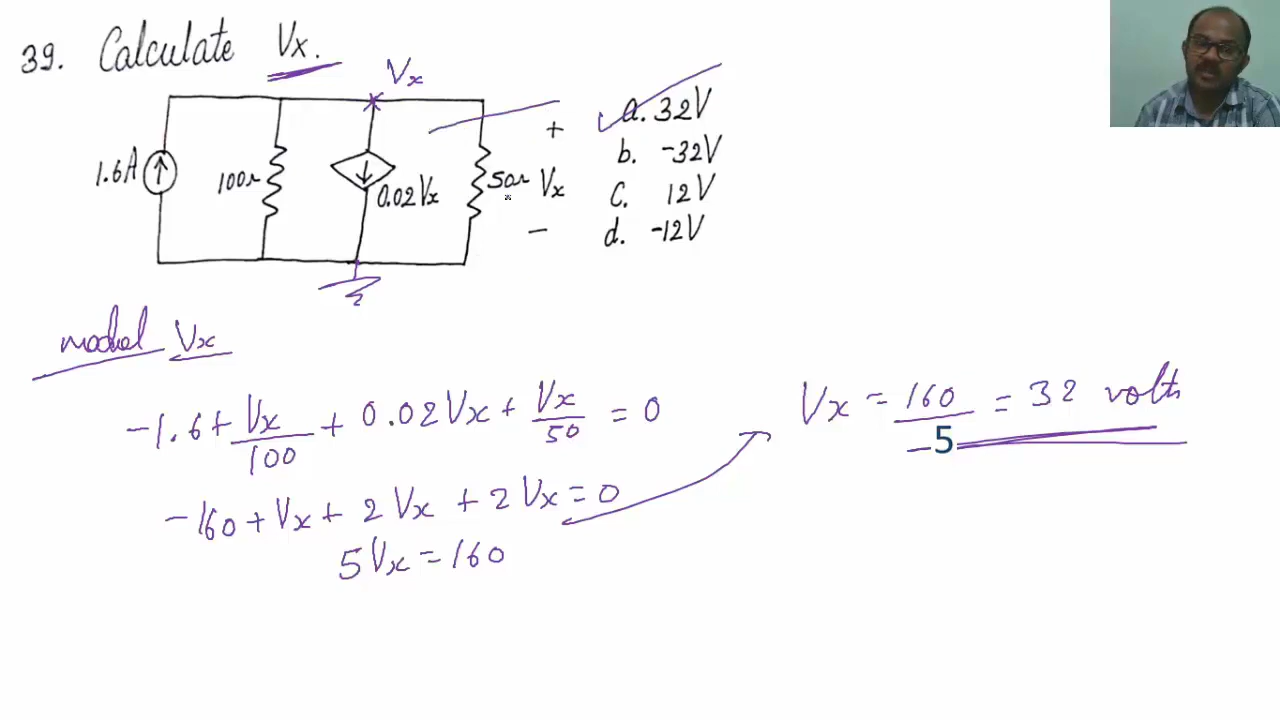 39. Calculate Vx.
Vx
1.6A
100Ω
0.02Vx
50Ω
+
Vx
−
a. 32V
b. -32V
c. 12V
d. -12V
nodal Vx
-1.6 + Vx/100 + 0.02Vx + Vx/50 = 0
-160 + Vx + 2Vx + 2Vx = 0
5Vx = 160
Vx = 160/-5 = 32 volts